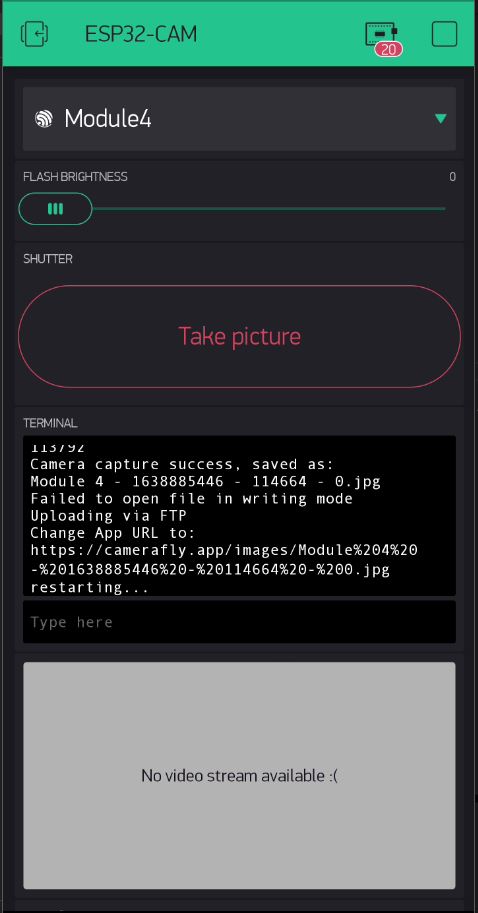 ESP32-CAM
20
Module4
FLASH BRIGHTNESS
0
SHUTTER
Take picture
TERMINAL
113792
Camera capture success, saved as:
Module 4 - 1638885446 - 114664 - 0.jpg
Failed to open file in writing mode
Uploading via FTP
Change App URL to:
https://camerafly.app/images/Module%204%20
-%201638885446%20-%20114664%20-%200.jpg
restarting...
Type here
No video stream available :(